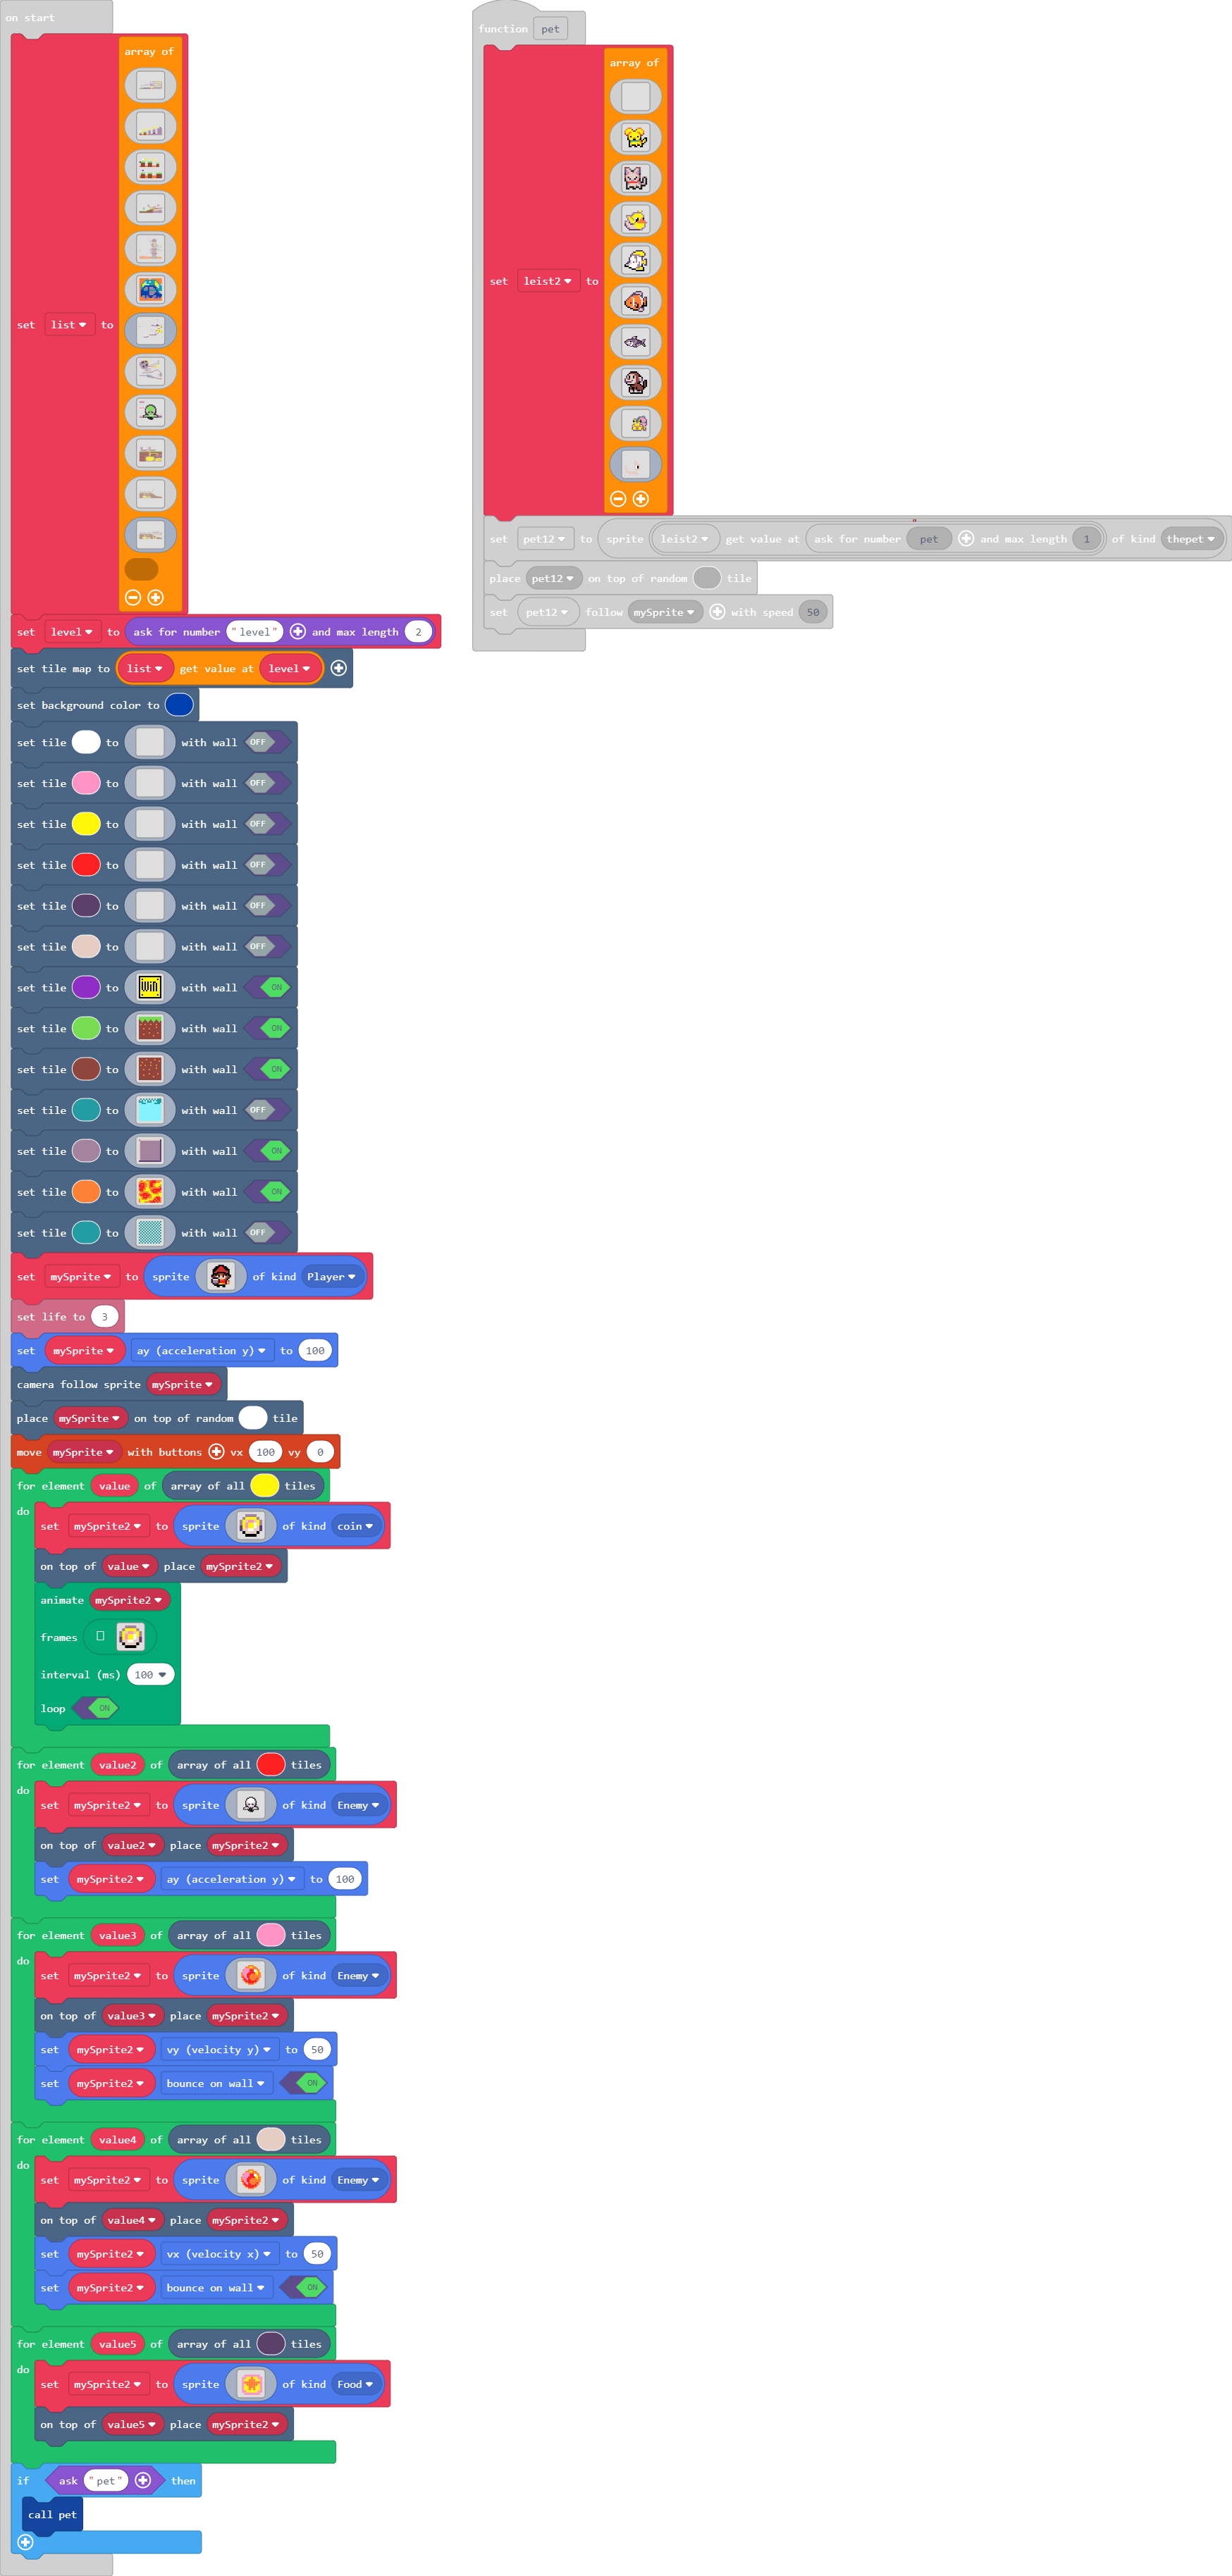 on start
array of
set list to
set level to ask for number "level" and max length 2
set tile map to list get value at level
set background color to
set tile to with wall OFF
set tile to with wall OFF
set tile to with wall OFF
set tile to with wall OFF
set tile to with wall OFF
set tile to with wall OFF
set tile to Win with wall ON
set tile to with wall ON
set tile to with wall ON
set tile to with wall OFF
set tile to with wall ON
set tile to with wall ON
set tile to with wall OFF
set mySprite to sprite of kind Player
set life to 3
set mySprite ay (acceleration y) to 100
camera follow sprite mySprite
place mySprite on top of random tile
move mySprite with buttons vx 100 vy 0
for element value of array of all tiles
do
set mySprite2 to sprite of kind coin
on top of value place mySprite2
animate mySprite2
frames
interval (ms) 100
loop ON
for element value2 of array of all tiles
do
set mySprite2 to sprite of kind Enemy
on top of value2 place mySprite2
set mySprite2 ay (acceleration y) to 100
for element value3 of array of all tiles
do
set mySprite2 to sprite of kind Enemy
on top of value3 place mySprite2
set mySprite2 vy (velocity y) to 50
set mySprite2 bounce on wall ON
for element value4 of array of all tiles
do
set mySprite2 to sprite of kind Enemy
on top of value4 place mySprite2
set mySprite2 vx (velocity x) to 50
set mySprite2 bounce on wall ON
for element value5 of array of all tiles
do
set mySprite2 to sprite of kind Food
on top of value5 place mySprite2
if ask "pet" then
call pet
function pet
array of
set leist2 to
set pet12 to sprite leist2 get value at ask for number pet and max length 1 of kind thepet
place pet12 on top of random tile
set pet12 follow mySprite with speed 50